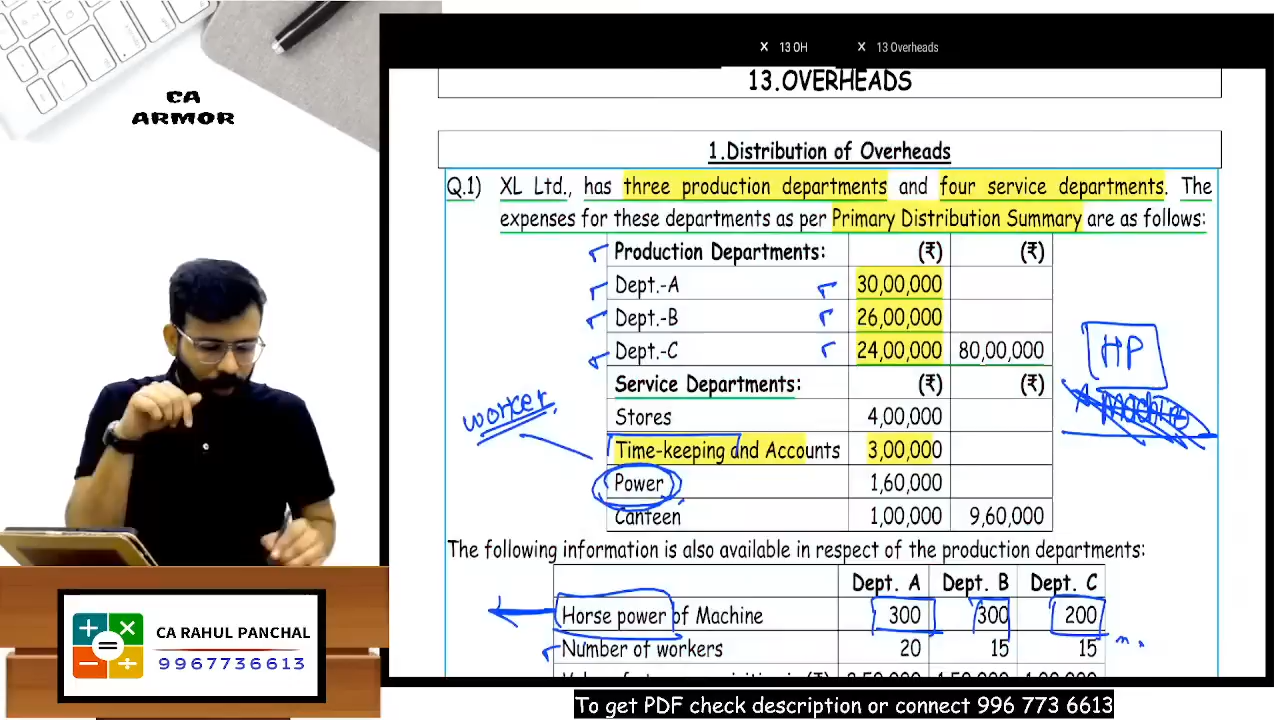 × 13 OH × 13 Overheads
CA
ARMOR
13.OVERHEADS
1.Distribution of Overheads
Q.1) XL Ltd., has three production departments and four service departments. The
expenses for these departments as per Primary Distribution Summary are as follows:
Production Departments: (₹) (₹)
Dept.-A 30,00,000
Dept.-B 26,00,000
Dept.-C 24,00,000 80,00,000
HP
Service Departments: (₹) (₹)
worker
Stores 4,00,000
machine
Time-keeping and Accounts 3,00,000
Power 1,60,000
Canteen 1,00,000 9,60,000
The following information is also available in respect of the production departments:
Dept. A Dept. B Dept. C
Horse power of Machine 300 300 200
Number of workers 20 15 15
CA RAHUL PANCHAL
9967736613
To get PDF check description or connect 996 773 6613